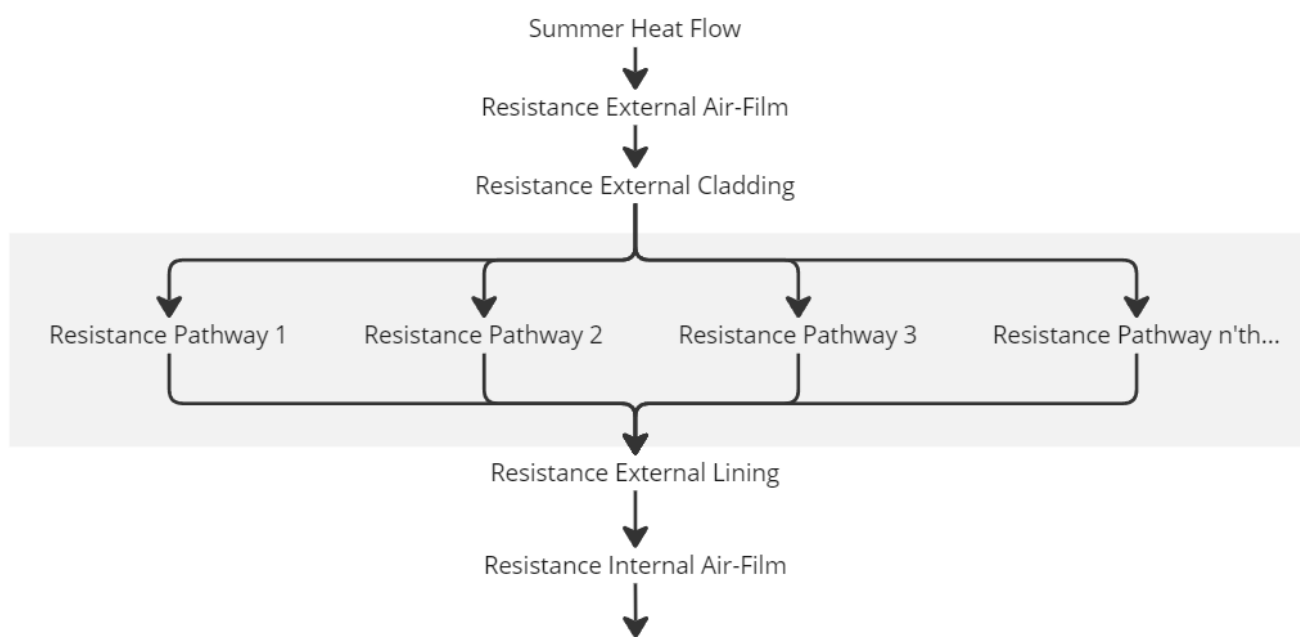 Summer Heat Flow
Resistance External Air-Film
Resistance External Cladding
Resistance Pathway 1
Resistance Pathway 2
Resistance Pathway 3
Resistance Pathway n'th...
Resistance External Lining
Resistance Internal Air-Film